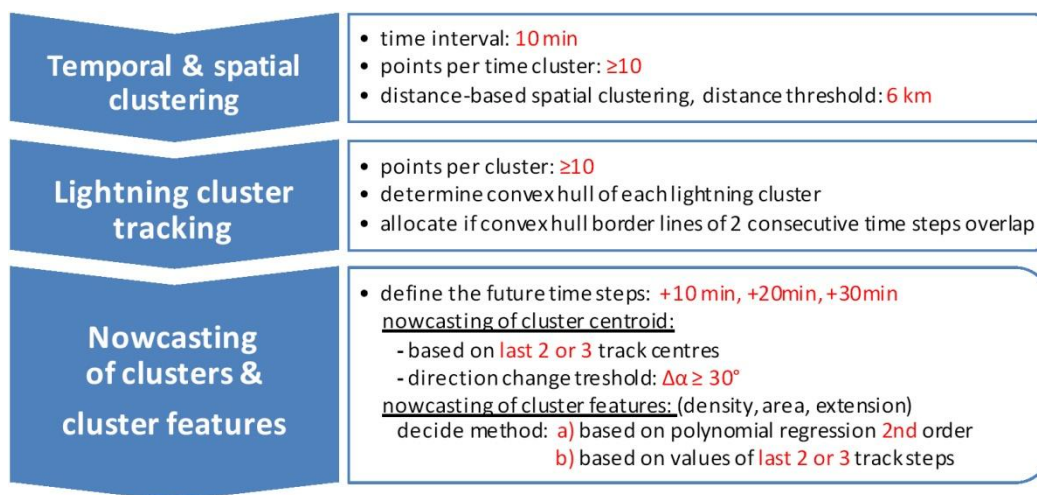 Temporal & spatial
clustering
• time interval: 10 min
• points per time cluster: ≥10
• distance-based spatial clustering, distance threshold: 6 km
Lightning cluster
tracking
• points per cluster: ≥10
• determine convex hull of each lightning cluster
• allocate if convex hull border lines of 2 consecutive time steps overlap
Nowcasting
of clusters &
cluster features
• define the future time steps: +10 min, +20min, +30min
nowcasting of cluster centroid:
- based on last 2 or 3 track centres
- direction change treshold: Δα ≥ 30°
nowcasting of cluster features: (density, area, extension)
decide method: a) based on polynomial regression 2nd order
b) based on values of last 2 or 3 track steps